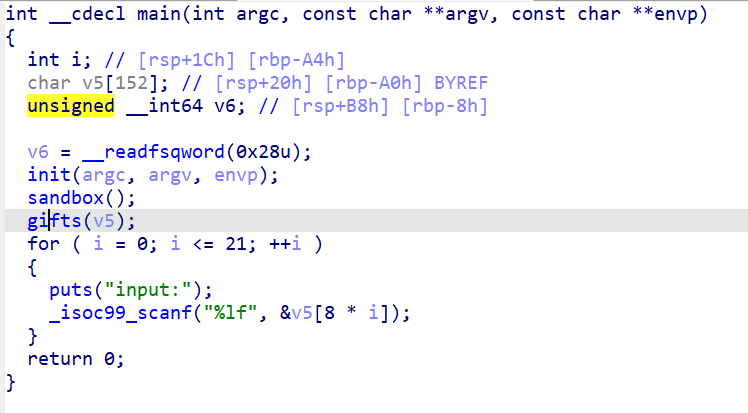 int __cdecl main(int argc, const char **argv, const char **envp)
{
int i; // [rsp+1Ch] [rbp-A4h]
char v5[152]; // [rsp+20h] [rbp-A0h] BYREF
unsigned __int64 v6; // [rsp+B8h] [rbp-8h]
v6 = __readfsqword(0x28u);
init(argc, argv, envp);
sandbox();
gifts(v5);
for ( i = 0; i <= 21; ++i )
{
puts("input:");
_isoc99_scanf("%lf", &v5[8 * i]);
}
return 0;
}